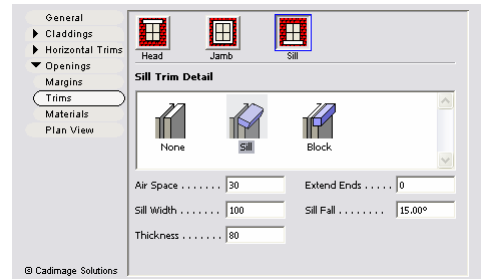 General
Claddings
Horizontal Trims
Openings
Margins
Trims
Materials
Plan View
© Cadimage Solutions
Head Jamb Sill
Sill Trim Detail
None Sill Block
Air Space . . . . . . . 30 Extend Ends . . . . . 0
Sill Width . . . . . . . . 100 Sill Fall . . . . . . . . 15.00°
Thickness . . . . . . . 80